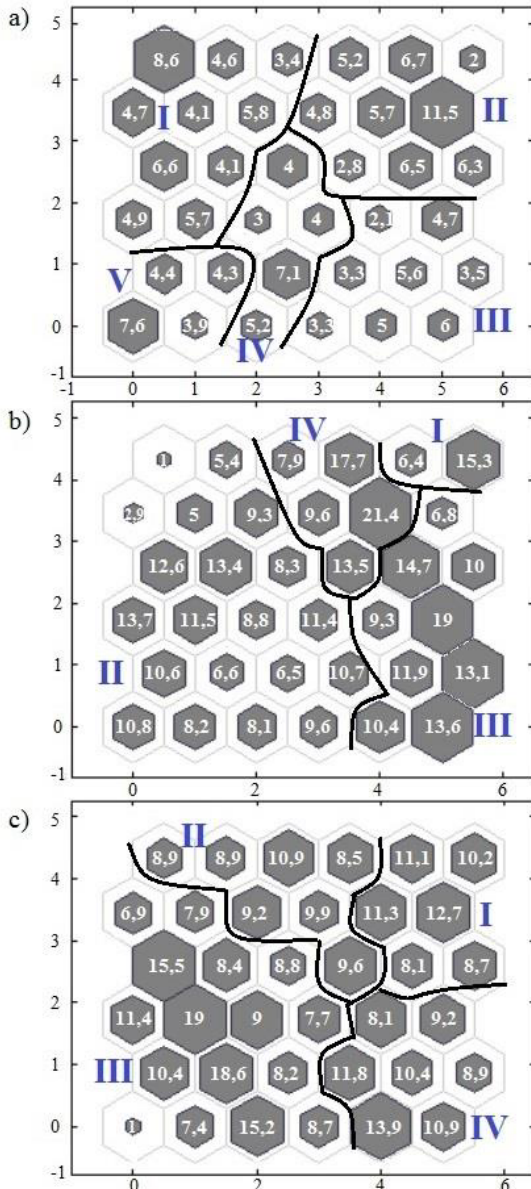 a)
5
8,6 4,6 3,4 5,2 6,7 2
4
4,7 I 4,1 5,8 4,8 5,7 11,5 II
3
6,6 4,1 4 2,8 6,5 6,3
2
4,9 5,7 3 4 2,1 4,7
1
V 4,4 4,3 7,1 3,3 5,6 3,5
0 7,6 3,9 5,2 IV 3,3 5 6 III
-1
-1 0 1 2 3 4 5 6
b)
5
IV I
1 5,4 7,9 17,7 6,4 15,3
4
2,9 5 9,3 9,6 21,4 6,8
3
12,6 13,4 8,3 13,5 14,7 10
2
13,7 11,5 8,8 11,4 9,3 19
1
II 10,6 6,6 6,5 10,7 11,9 13,1
0 10,8 8,2 8,1 9,6 10,4 13,6 III
-1
0 2 4 6
c)
5
II
8,9 8,9 10,9 8,5 11,1 10,2
4
6,9 7,9 9,2 9,9 11,3 12,7 I
3
15,5 8,4 8,8 9,6 8,1 8,7
2
11,4 19 9 7,7 8,1 9,2
1
III 10,4 18,6 8,2 11,8 10,4 8,9
0 1 7,4 15,2 8,7 13,9 10,9 IV
-1
0 2 4 6